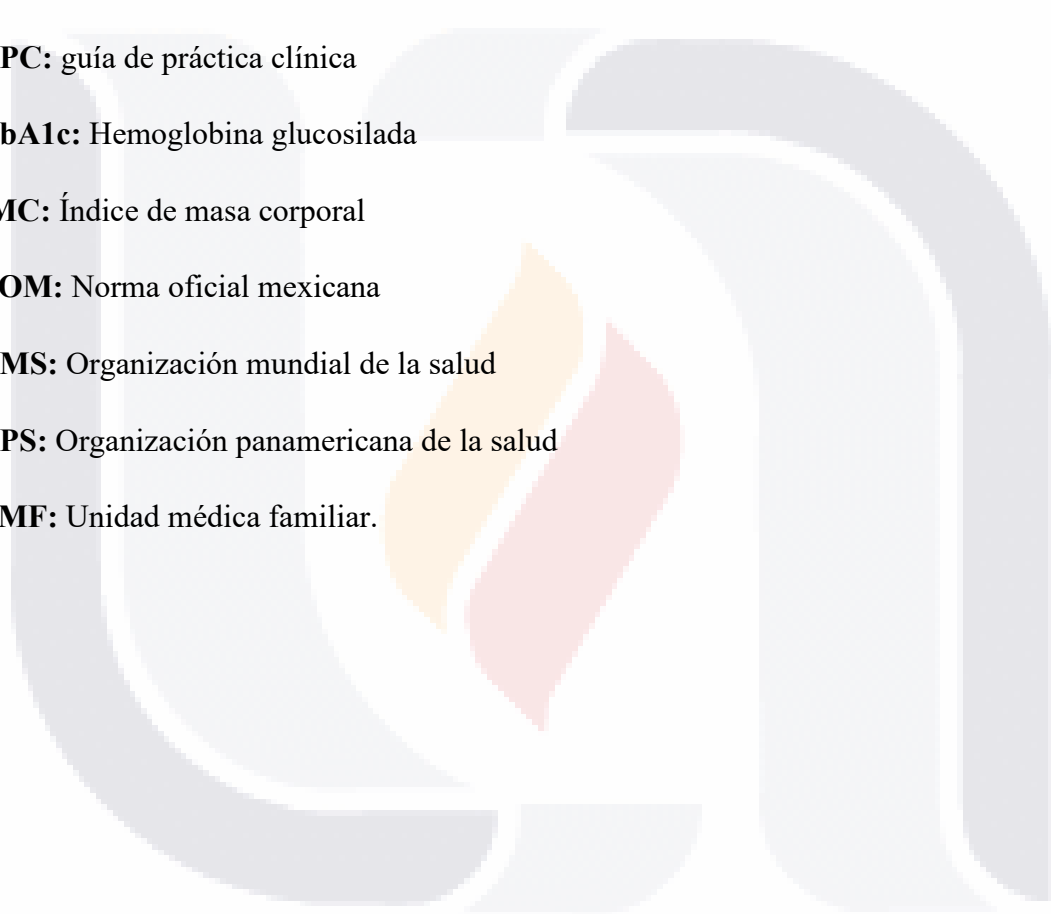 PC: guía de práctica clínica
bA1c: Hemoglobina glucosilada
MC: Índice de masa corporal
OM: Norma oficial mexicana
MS: Organización mundial de la salud
PS: Organización panamericana de la salud
MF: Unidad médica familiar.